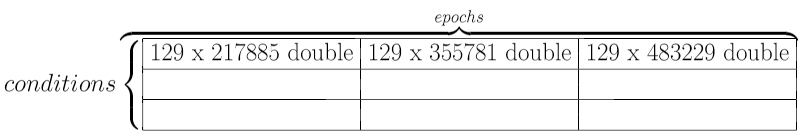 epochs
129 x 217885 double 129 x 355781 double 129 x 483229 double
conditions